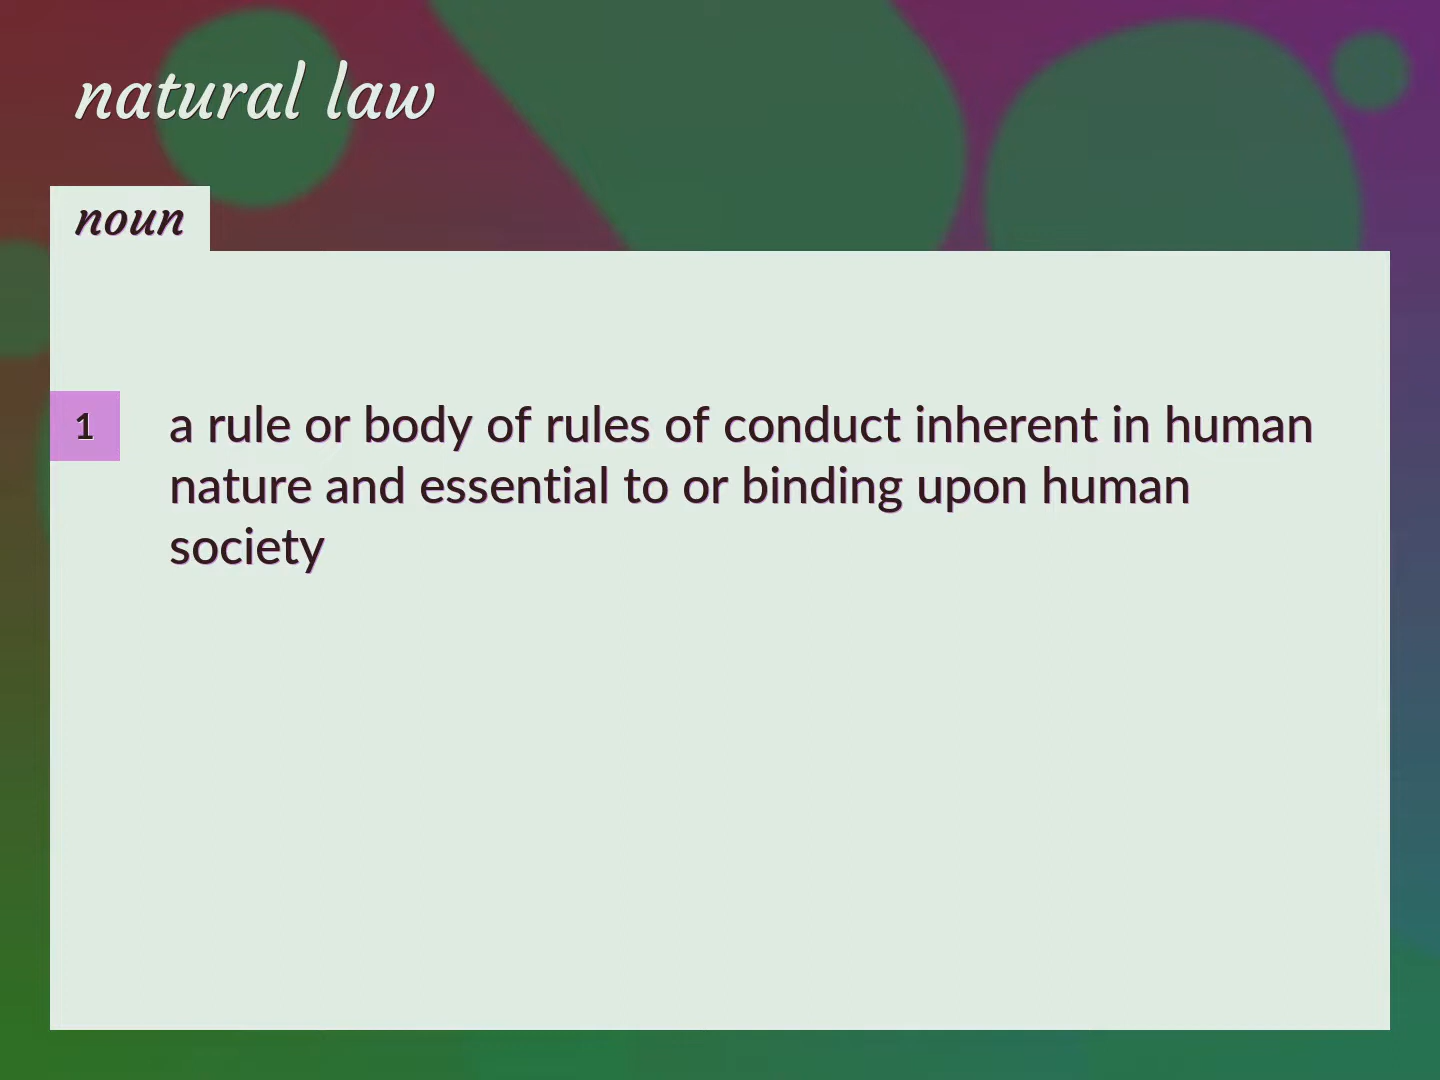 natural law
noun
1
a rule or body of rules of conduct inherent in human
nature and essential to or binding upon human
society